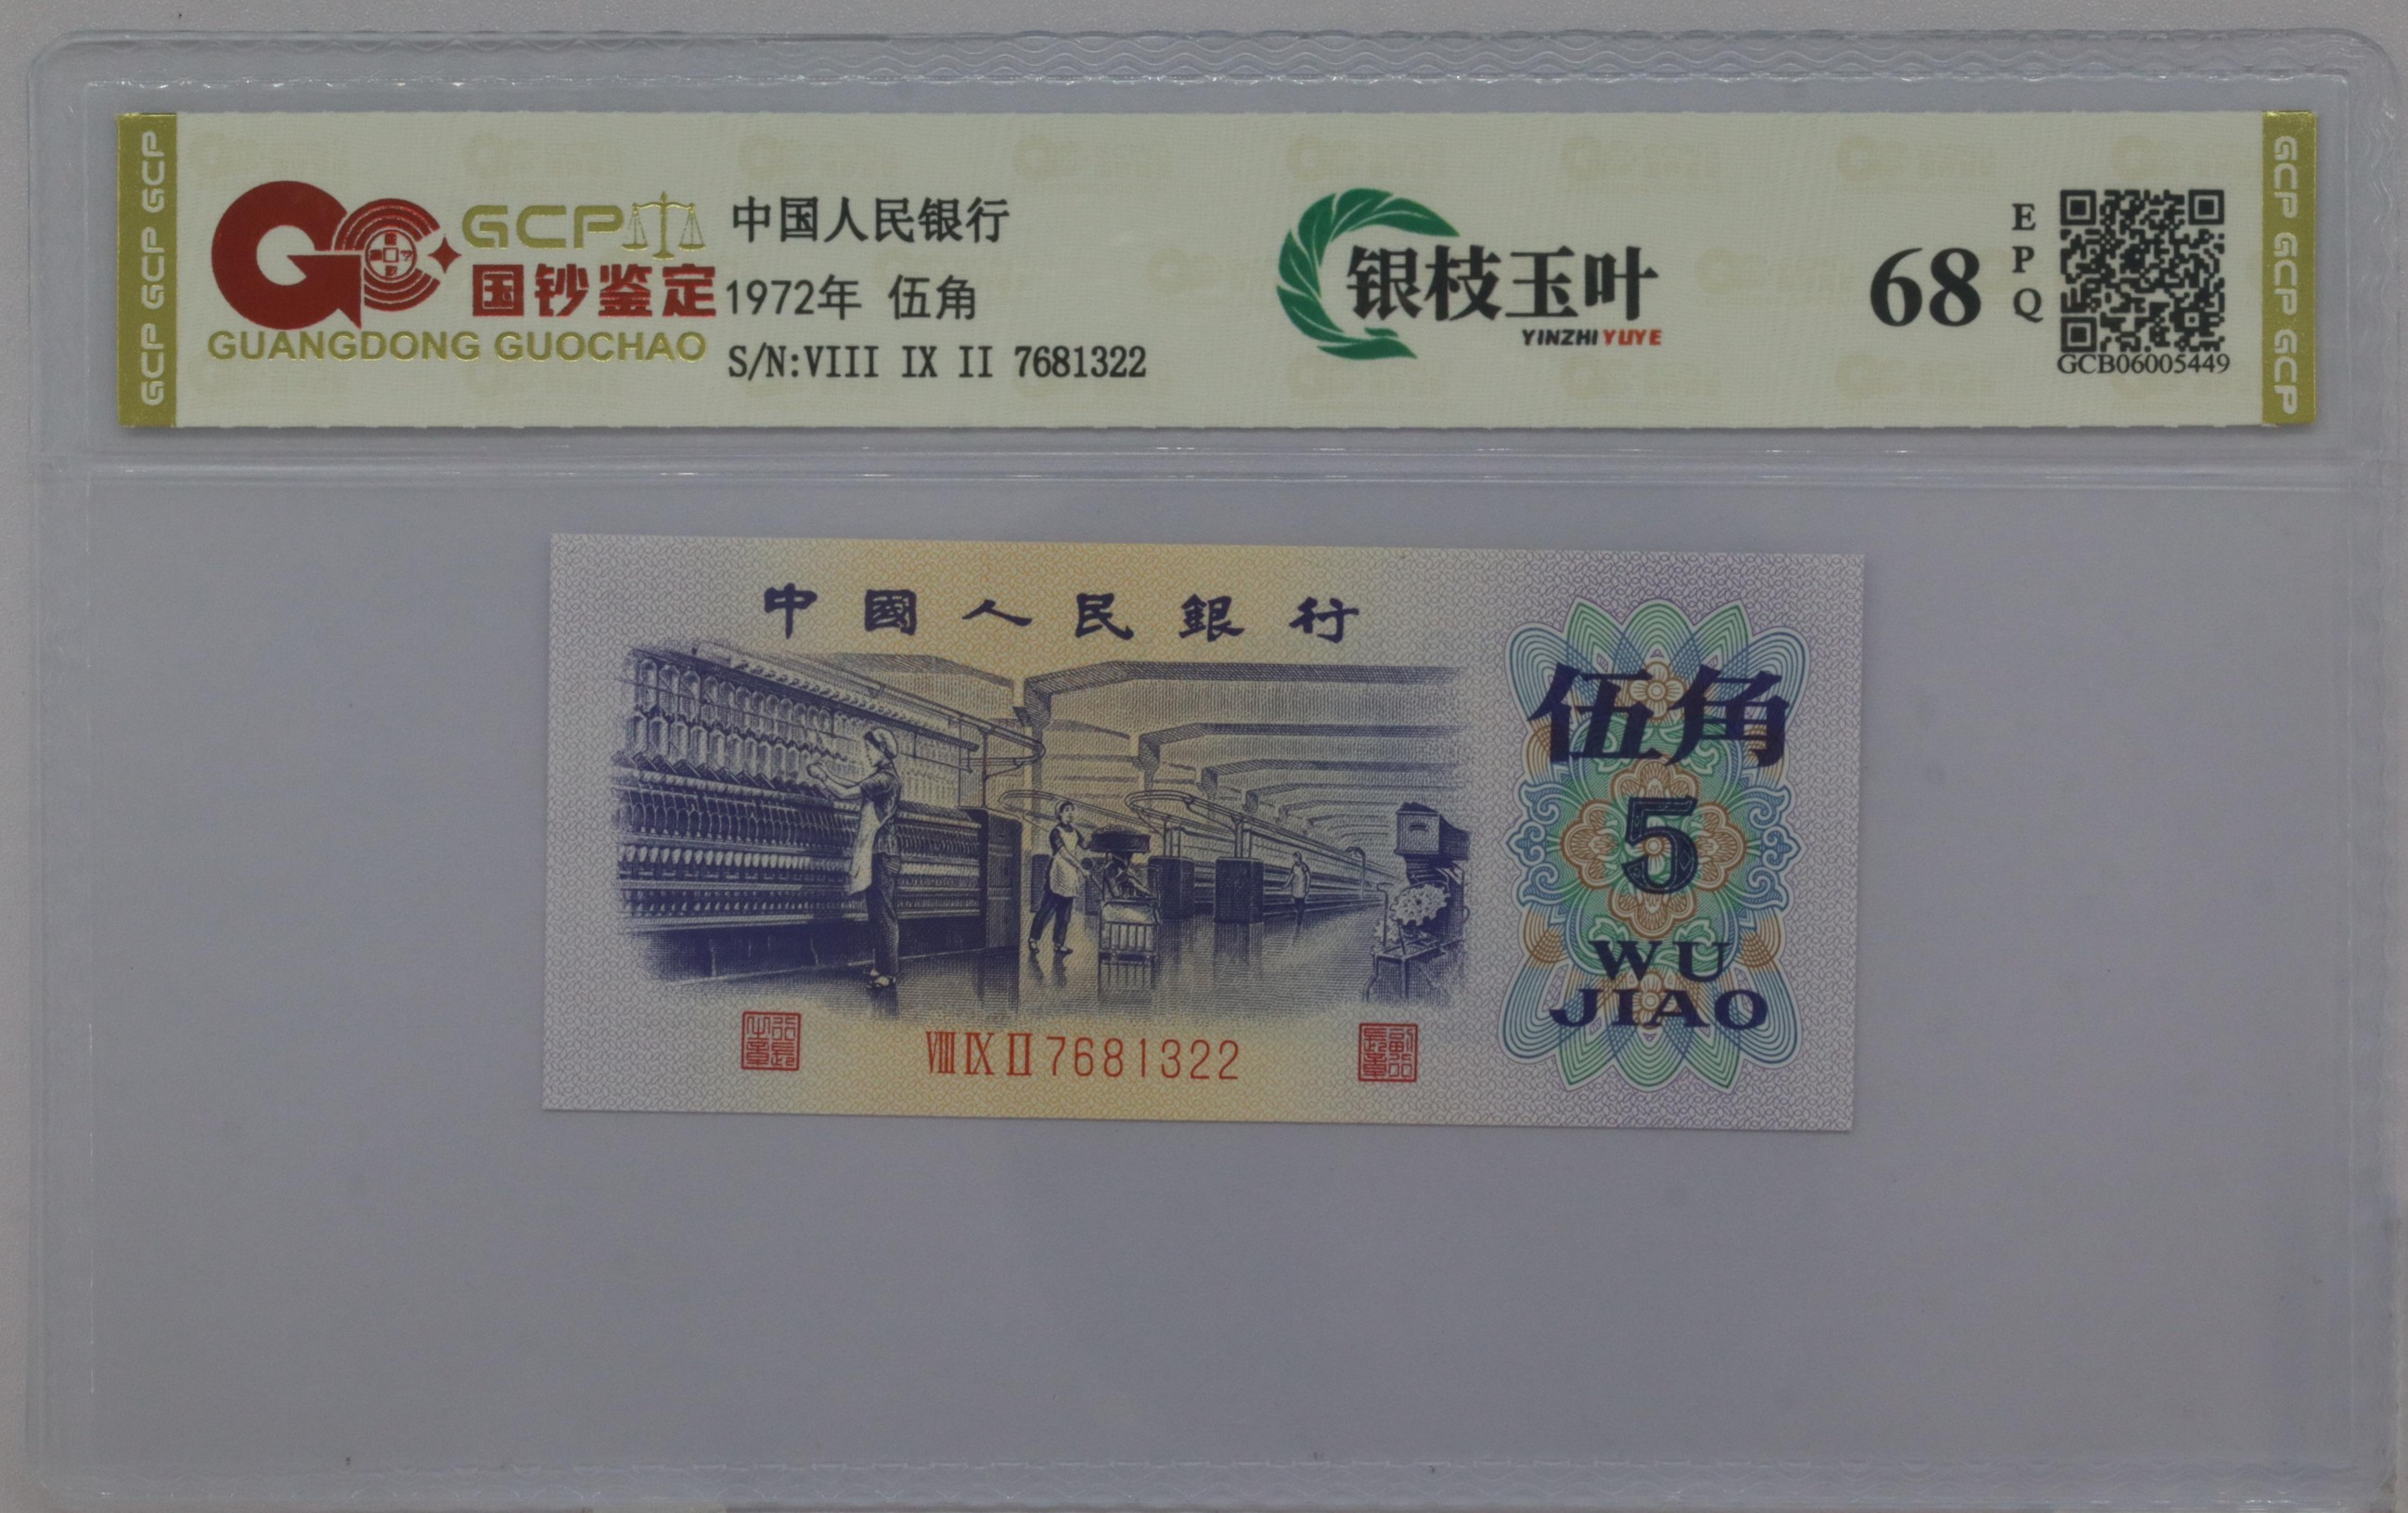 GCP GCP GCP
GCP
国钞鉴定
GUANGDONG GUOCHAO
中国人民银行
1972年 伍角
S/N:VIII IX II 7681322
银枝玉叶
YINZHI YUYE
68
EPQ
GCB06005449
GCP GCP GCP
中國人民銀行
伍角
5
WU
JIAO
VIII IX II 7681322